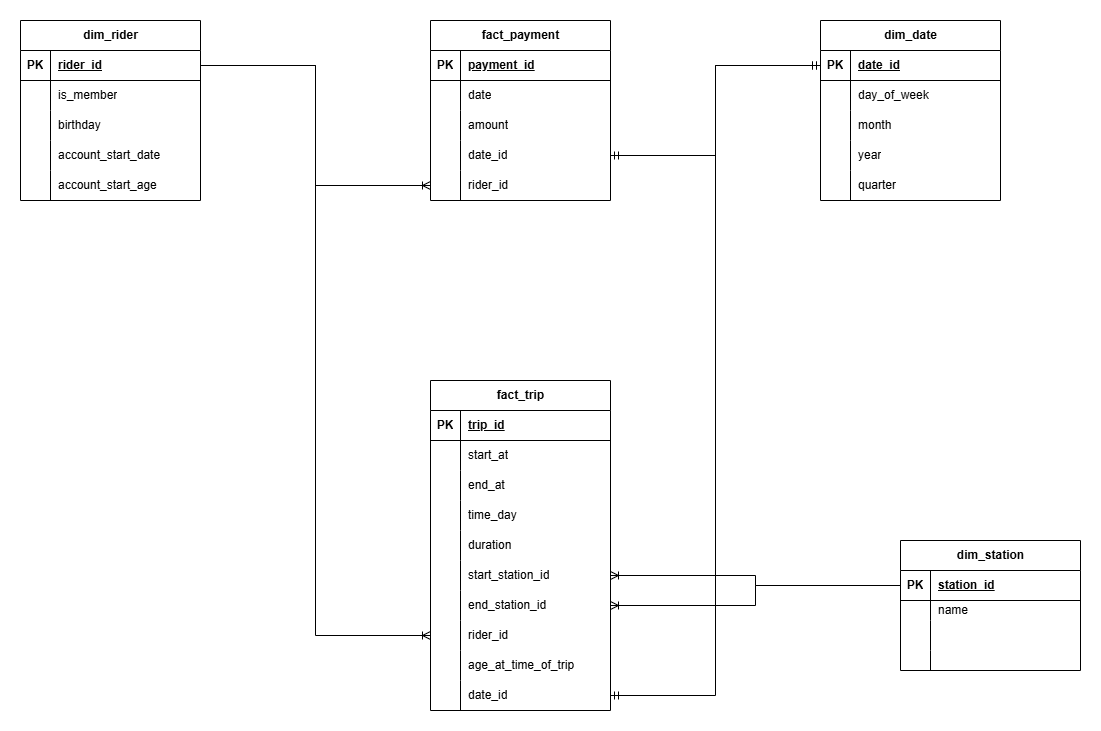 dim_rider
PK rider_id
is_member
birthday
account_start_date
account_start_age
fact_payment
PK payment_id
date
amount
date_id
rider_id
dim_date
PK date_id
day_of_week
month
year
quarter
fact_trip
PK trip_id
start_at
end_at
time_day
duration
start_station_id
end_station_id
rider_id
age_at_time_of_trip
date_id
dim_station
PK station_id
name